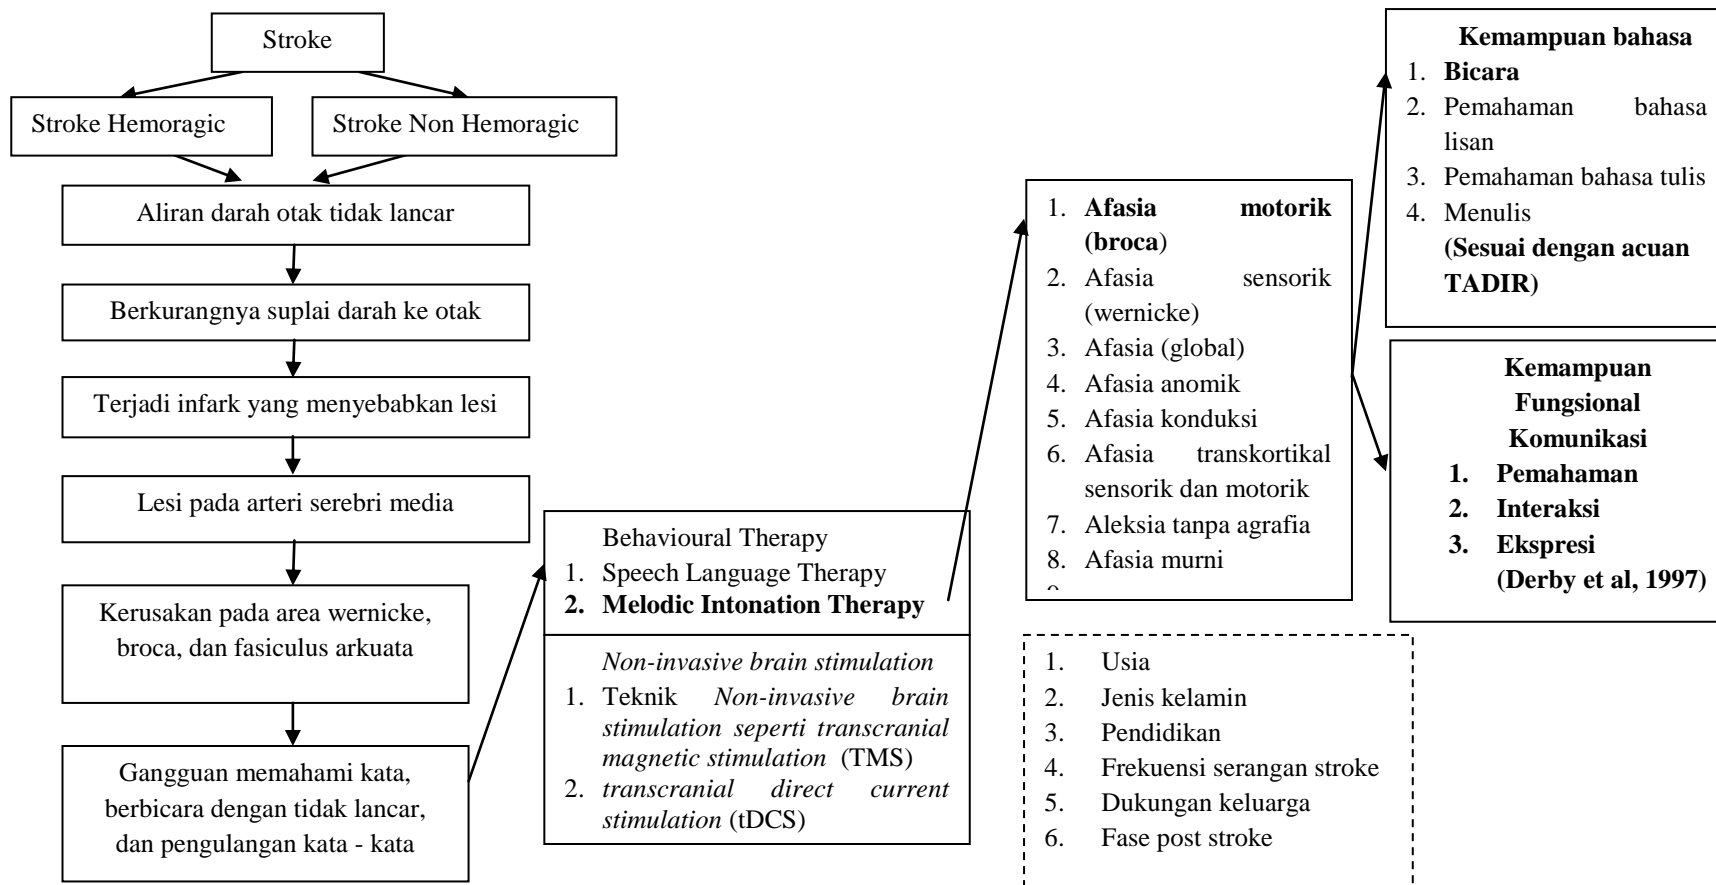 Stroke
Stroke Hemoragic
Stroke Non Hemoragic
Aliran darah otak tidak lancar
Berkurangnya suplai darah ke otak
Terjadi infark yang menyebabkan lesi
Lesi pada arteri serebri media
Kerusakan pada area wernicke,
broca, dan fasiculus arkuata
Gangguan memahami kata,
berbicara dengan tidak lancar,
dan pengulangan kata - kata
Behavioural Therapy
1. Speech Language Therapy
2. Melodic Intonation Therapy
Non-invasive brain stimulation
1. Teknik Non-invasive brain
stimulation seperti transcranial
magnetic stimulation (TMS)
2. transcranial direct current
stimulation (tDCS)
1. Afasia motorik
(broca)
2. Afasia sensorik
(wernicke)
3. Afasia (global)
4. Afasia anomik
5. Afasia konduksi
6. Afasia transkortikal
sensorik dan motorik
7. Aleksia tanpa agrafia
8. Afasia murni
1. Usia
2. Jenis kelamin
3. Pendidikan
4. Frekuensi serangan stroke
5. Dukungan keluarga
6. Fase post stroke
Kemampuan bahasa
1. Bicara
2. Pemahaman bahasa
lisan
3. Pemahaman bahasa tulis
4. Menulis
(Sesuai dengan acuan
TADIR)
Kemampuan
Fungsional
Komunikasi
1. Pemahaman
2. Interaksi
3. Ekspresi
(Derby et al, 1997)